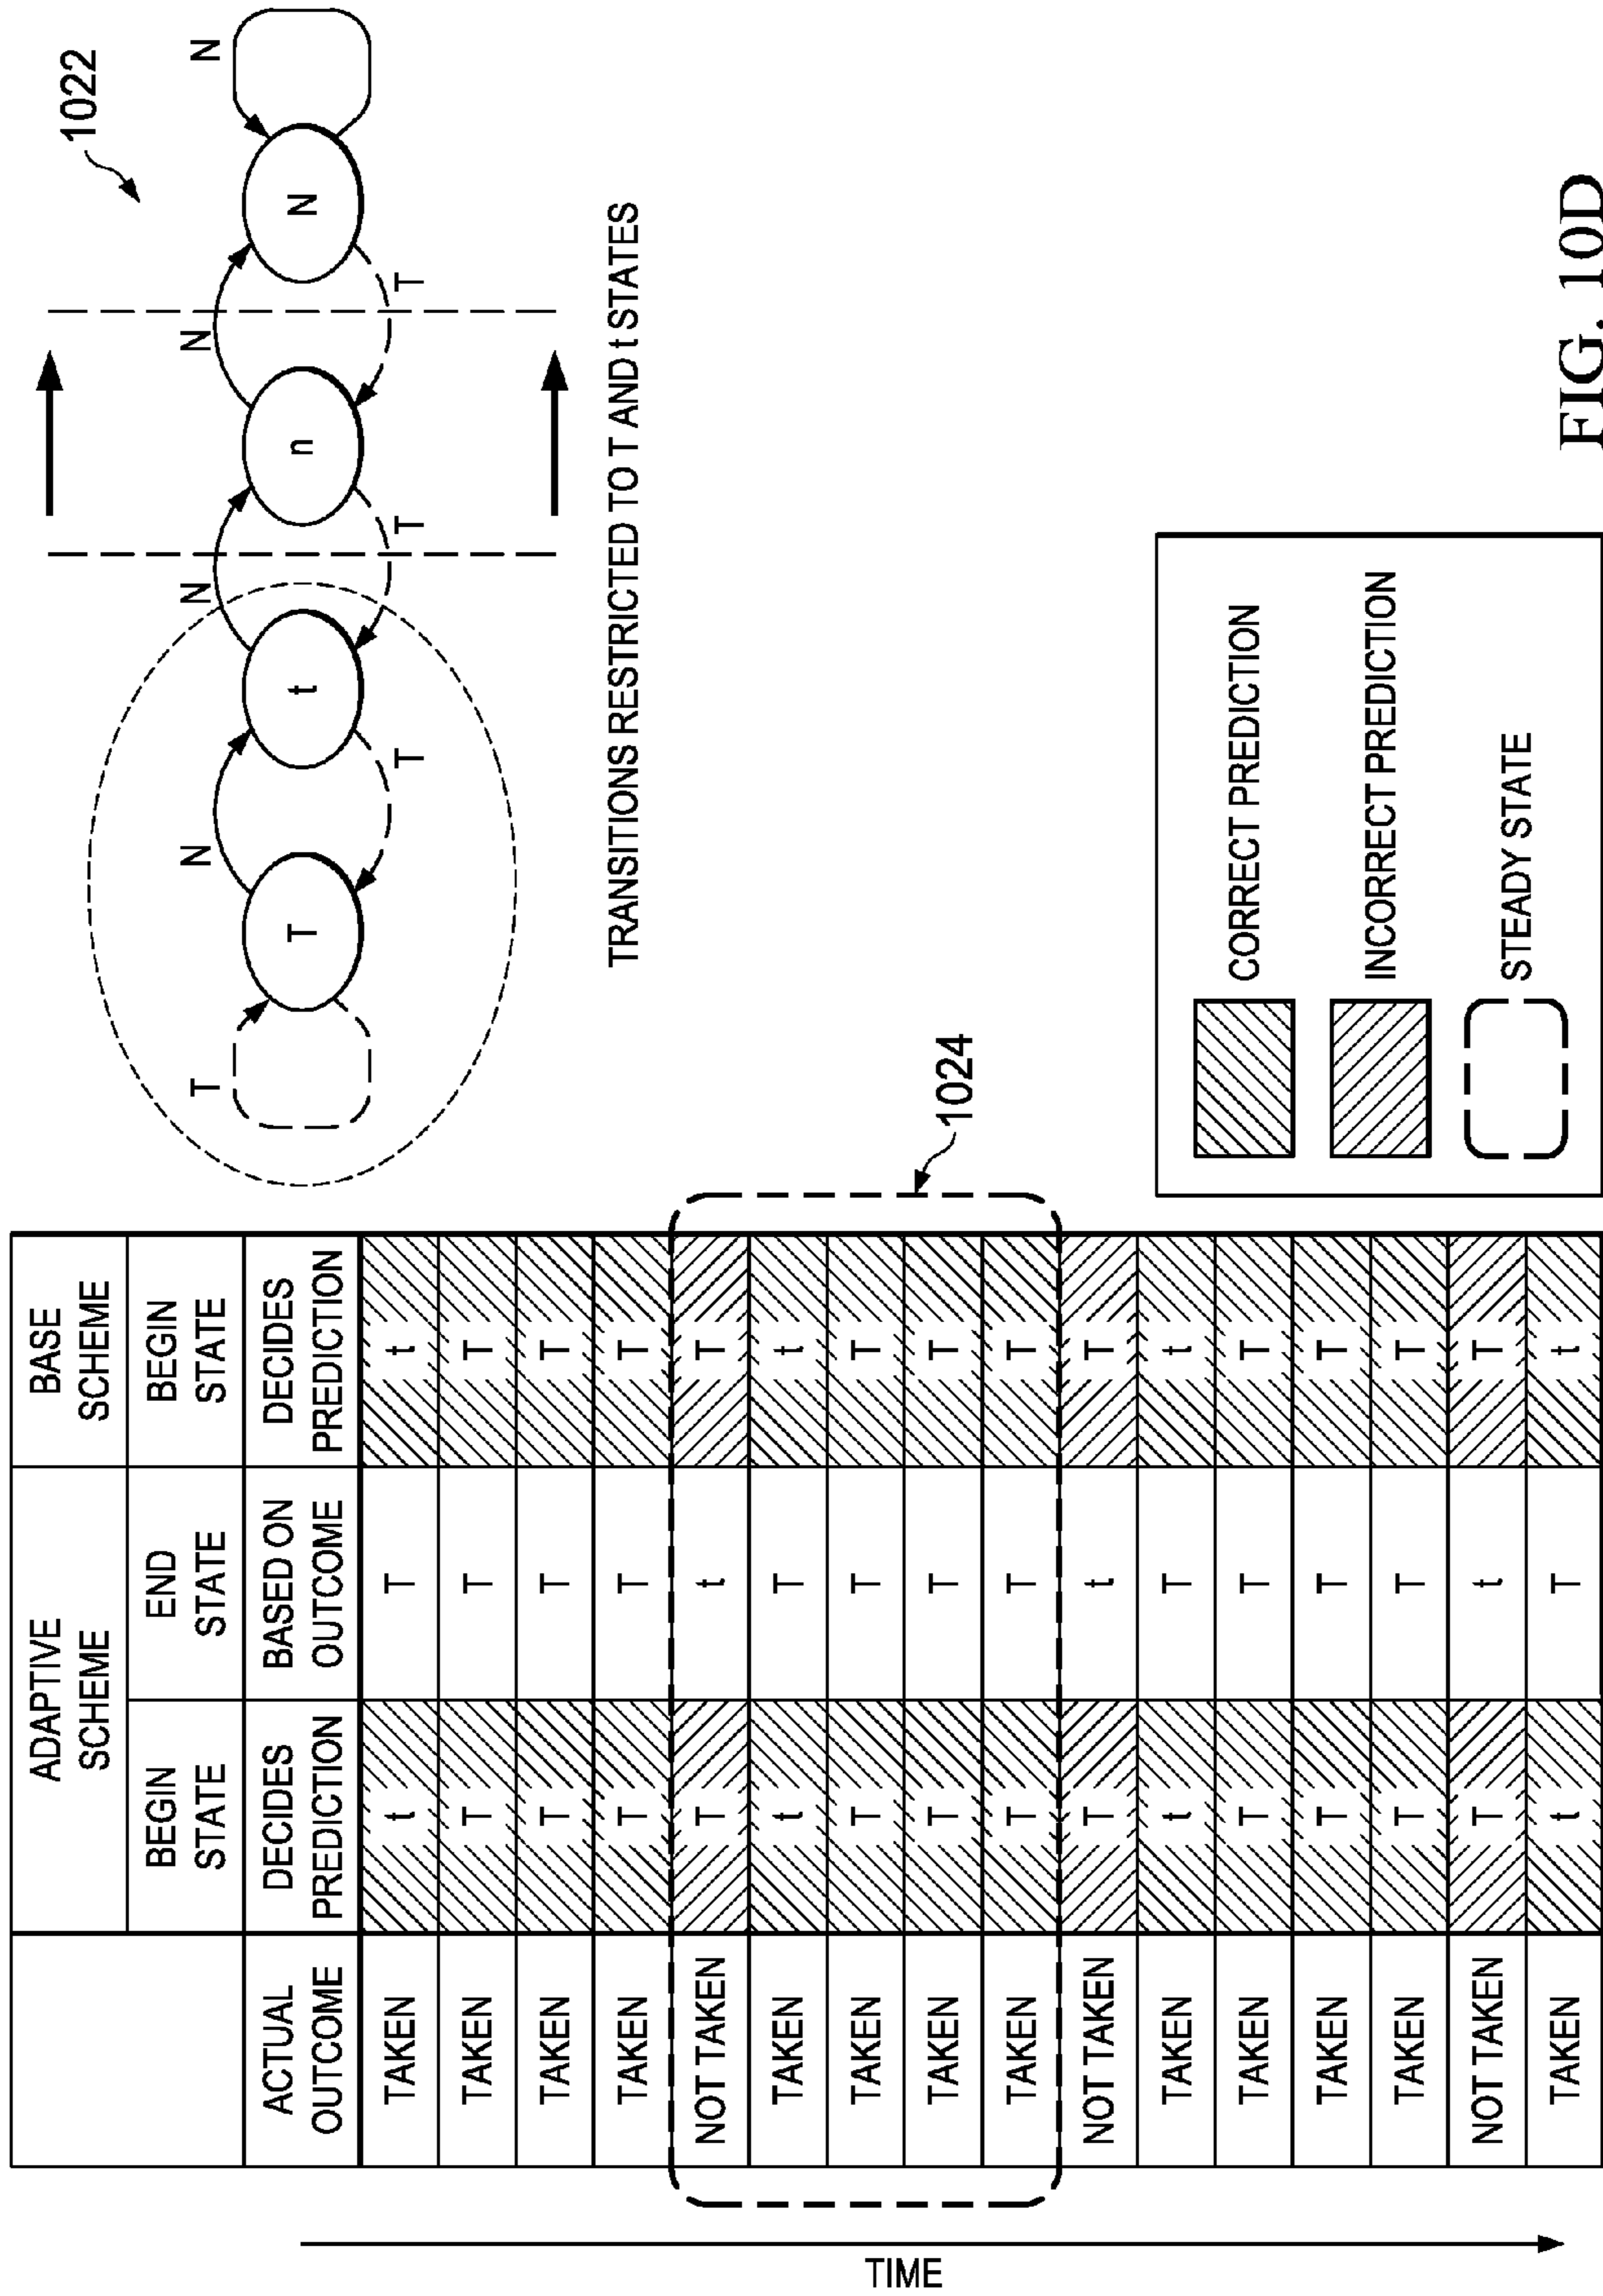 ADAPTIVE
SCHEME
BASE
SCHEME
BEGIN
STATE
END
STATE
BEGIN
STATE
ACTUAL
OUTCOME
DECIDES
PREDICTION
BASED ON
OUTCOME
DECIDES
PREDICTION
TAKEN t T t
TAKEN T T T
TAKEN T T T
TAKEN T T T
NOT TAKEN T t T
TAKEN t T t
TAKEN T T T
TAKEN T T T
TAKEN T T T
NOT TAKEN T t T
TAKEN t T t
TAKEN T T T
TAKEN T T T
TAKEN T T T
NOT TAKEN T t T
TAKEN t T t
TIME
1024
1022
T N N N N
T t n N
T T T
TRANSITIONS RESTRICTED TO T AND t STATES
CORRECT PREDICTION
INCORRECT PREDICTION
STEADY STATE
FIG. 10D